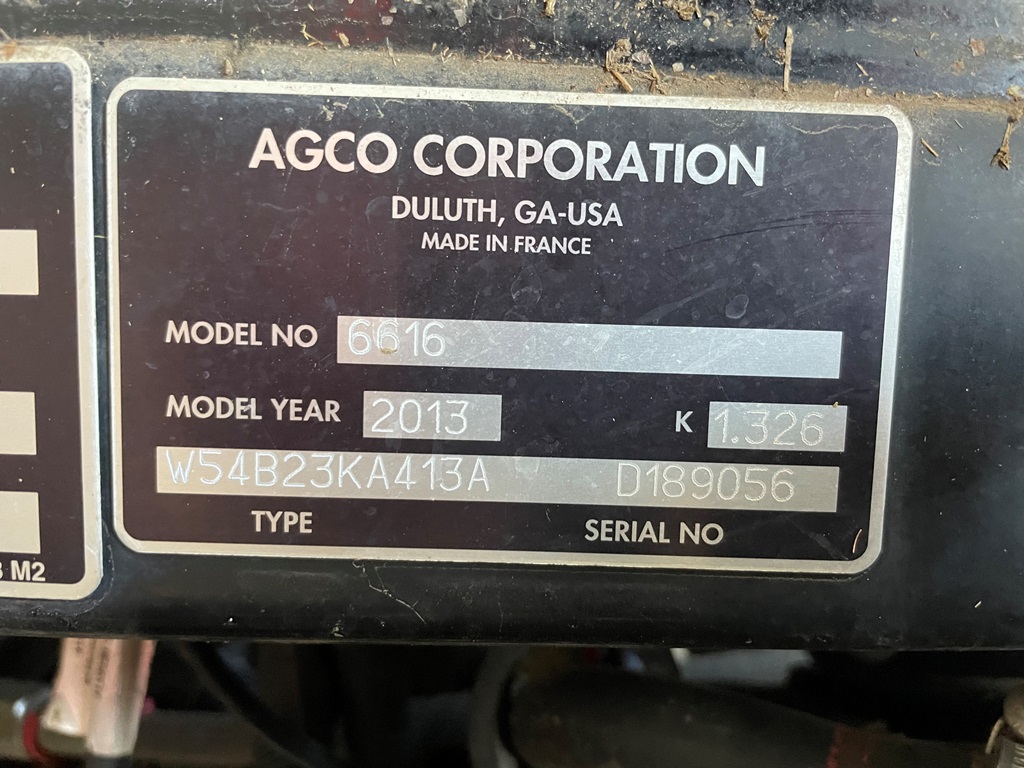 AGCO CORPORATION
DULUTH, GA-USA
MADE IN FRANCE
MODEL NO 6616
MODEL YEAR 2013 K 1.326
W54B23KA413A D189056
TYPE SERIAL NO
M2